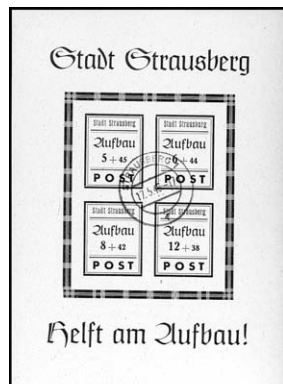 Stadt Strausberg
Stadt Strausberg
Aufbau
5 + 45
POST
Stadt Strausberg
Aufbau
6 + 44
POST
STRAUSBERG
Stadt Strausberg
Aufbau
8 + 42
POST
Stadt Strausberg
Aufbau
12 + 38
POST
Helft am Aufbau!